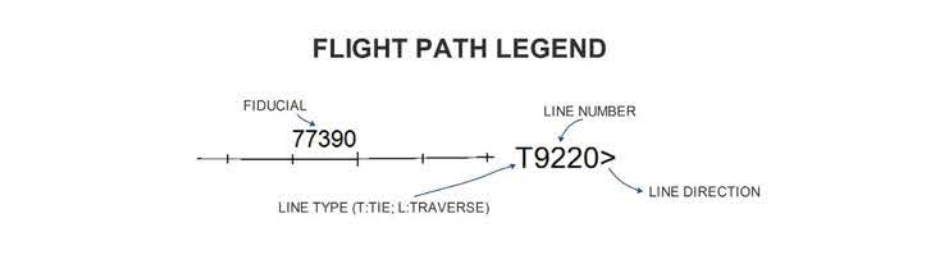 FLIGHT PATH LEGEND
FIDUCIAL
LINE NUMBER
77390
T9220>
LINE DIRECTION
LINE TYPE (T:TIE; L:TRAVERSE)